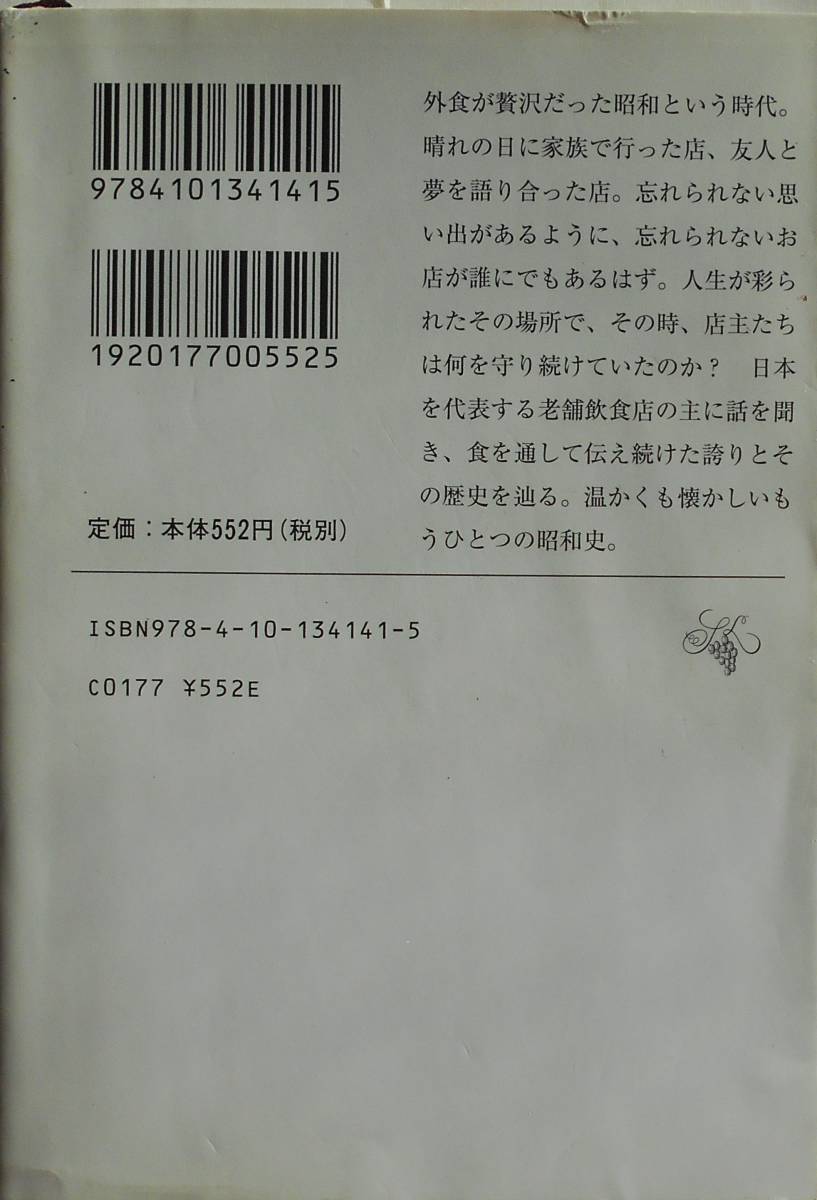 9784101341415
1920177005525
定価：本体552円（税別）
外食が贅沢だった昭和という時代。
晴れの日に家族で行った店、友人と
夢を語り合った店。忘れられない思
い出があるように、忘れられないお
店が誰にでもあるはず。人生が彩ら
れたその場所で、その時、店主たち
は何を守り続けていたのか？　日本
を代表する老舗飲食店の主に話を聞
き、食を通して伝え続けた誇りとそ
の歴史を辿る。温かくも懐かしいも
うひとつの昭和史。
ISBN978-4-10-134141-5
C0177 ¥552E